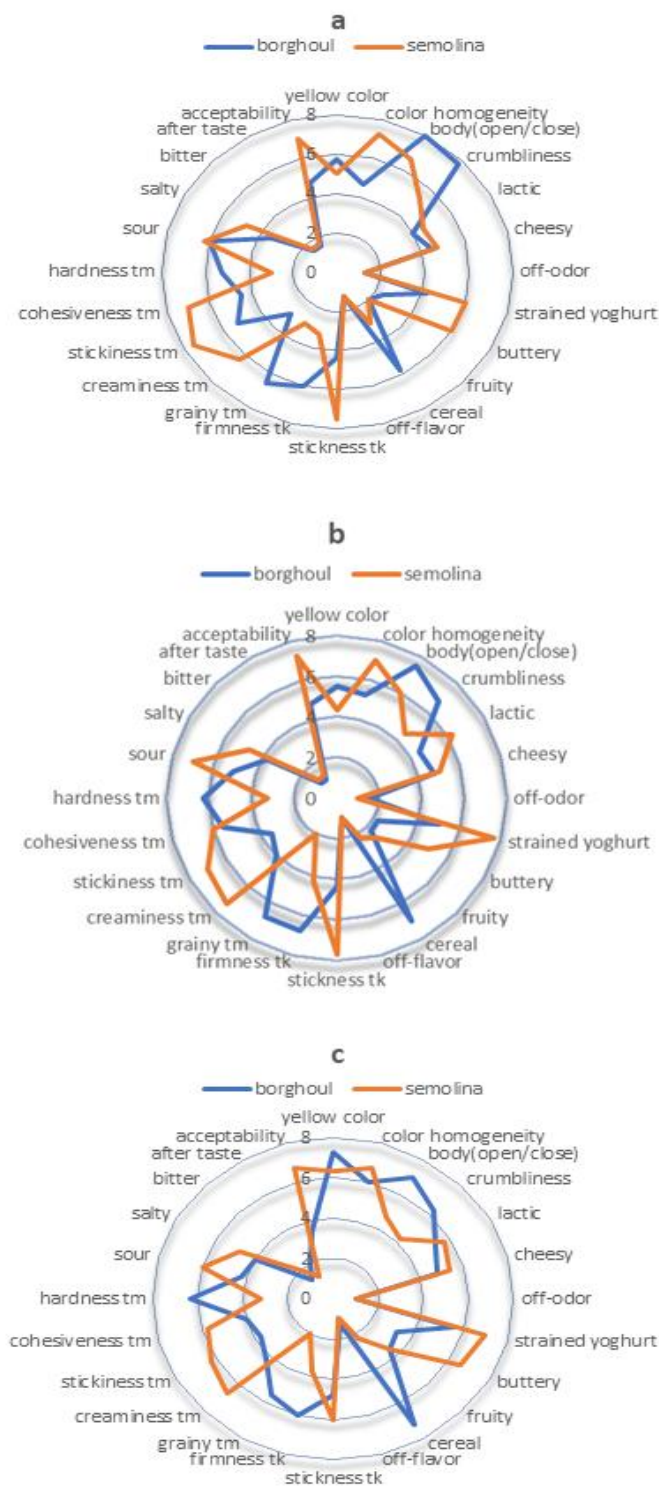 a
borghoul semolina
yellow color
acceptability 8 color homogeneity
after taste body(open/close)
bitter 6 crumbliness
salty 4 lactic
sour 2 cheesy
hardness tm 0 off-odor
cohesiveness tm strained yoghurt
stickiness tm buttery
creaminess tm fruity
grainy tm cereal
firmness tk off-flavor
stickness tk
b
borghoul semolina
yellow color
acceptability 8 color homogeneity
after taste body(open/close)
bitter 6 crumbliness
salty 4 lactic
sour 2 cheesy
hardness tm 0 off-odor
cohesiveness tm strained yoghurt
stickiness tm buttery
creaminess tm fruity
grainy tm cereal
firmness tk off-flavor
stickness tk
c
borghoul semolina
yellow color
acceptability 8 color homogeneity
after taste body(open/close)
bitter 6 crumbliness
salty 4 lactic
sour 2 cheesy
hardness tm 0 off-odor
cohesiveness tm strained yoghurt
stickiness tm buttery
creaminess tm fruity
grainy tm cereal
firmness tk off-flavor
stickness tk